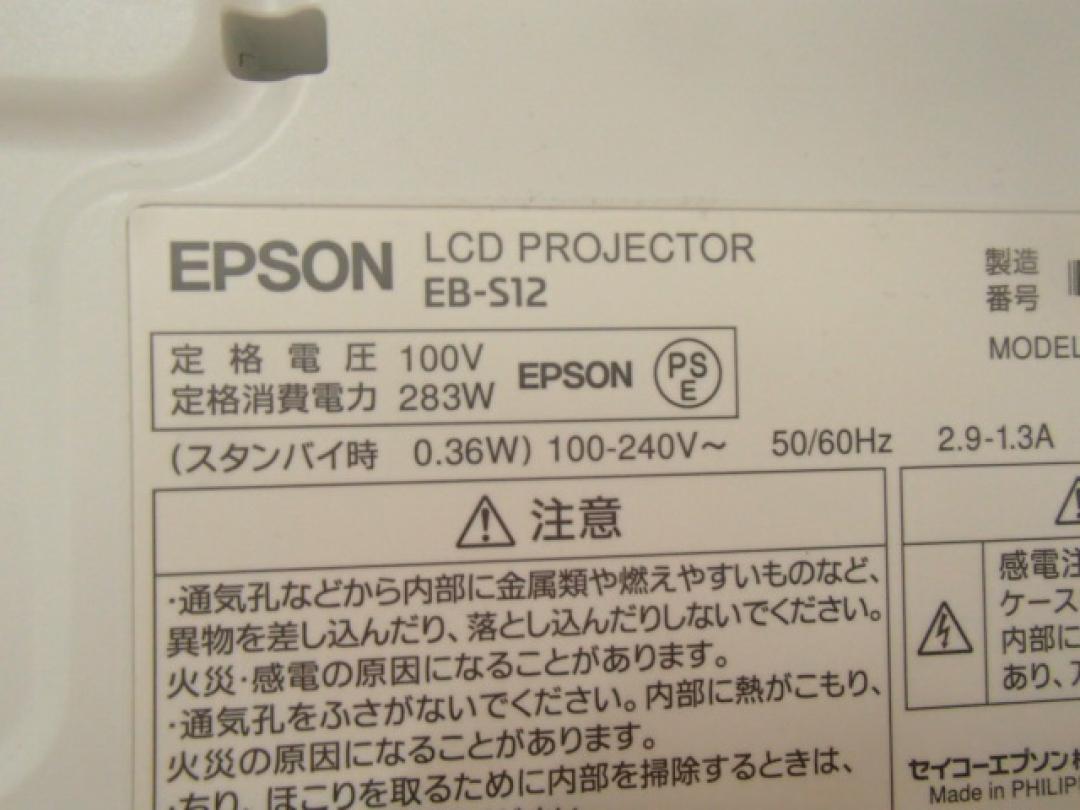 EPSON LCD PROJECTOR
EB-S12
製造
番号
MODEL
定格電圧 100V
定格消費電力 283W
EPSON
PS
E
(スタンバイ時 0.36W) 100-240V～ 50/60Hz 2.9-1.3A
注意
・通気孔などから内部に金属類や燃えやすいものなど、
異物を差し込んだり、落とし込んだりしないでください。
火災・感電の原因になることがあります。
・通気孔をふさがないでください。内部に熱がこもり、
火災の原因になることがあります。
・ちり、ほこりを取るために内部を掃除するときは、
感電注
ケース
内部に
あり、
セイコーエプソン株
Made in PHILIP